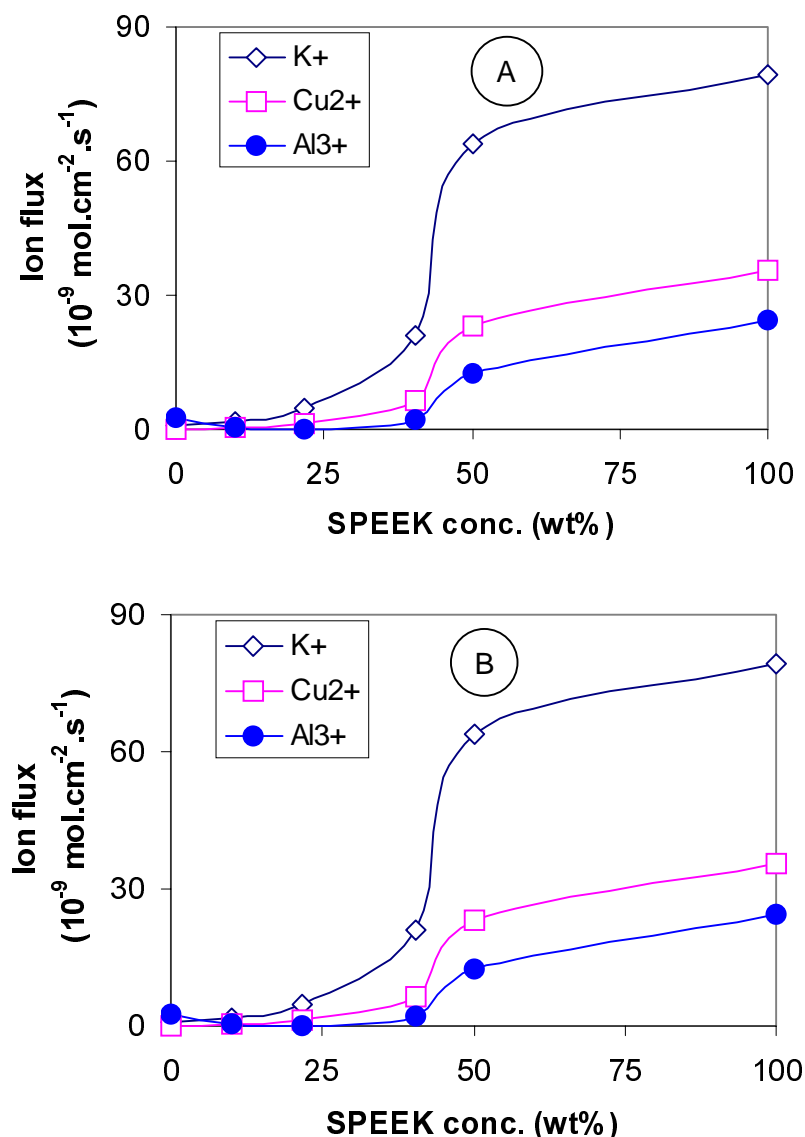 90
60
30
0
Ion flux
(10⁻⁹ mol.cm⁻².s⁻¹)
K+
Cu2+
Al3+
A
0 25 50 75 100
SPEEK conc. (wt%)
90
60
30
0
Ion flux
(10⁻⁹ mol.cm⁻².s⁻¹)
K+
Cu2+
Al3+
B
0 25 50 75 100
SPEEK conc. (wt%)